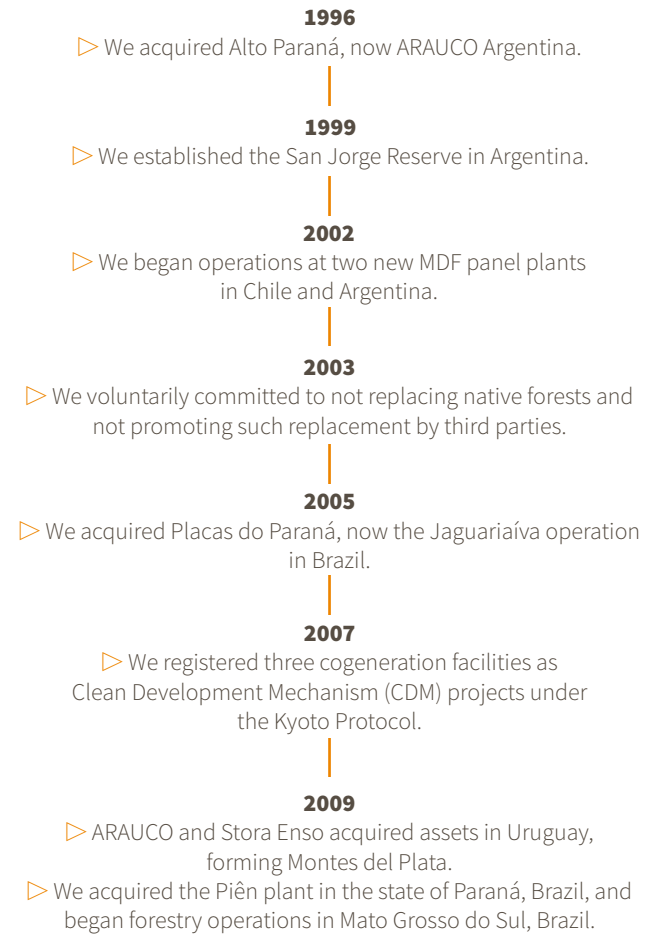 1996
▷ We acquired Alto Paraná, now ARAUCO Argentina.
1999
▷ We established the San Jorge Reserve in Argentina.
2002
▷ We began operations at two new MDF panel plants
in Chile and Argentina.
2003
▷ We voluntarily committed to not replacing native forests and
not promoting such replacement by third parties.
2005
▷ We acquired Placas do Paraná, now the Jaguariaíva operation
in Brazil.
2007
▷ We registered three cogeneration facilities as
Clean Development Mechanism (CDM) projects under
the Kyoto Protocol.
2009
▷ ARAUCO and Stora Enso acquired assets in Uruguay,
forming Montes del Plata.
▷ We acquired the Piên plant in the state of Paraná, Brazil, and
began forestry operations in Mato Grosso do Sul, Brazil.